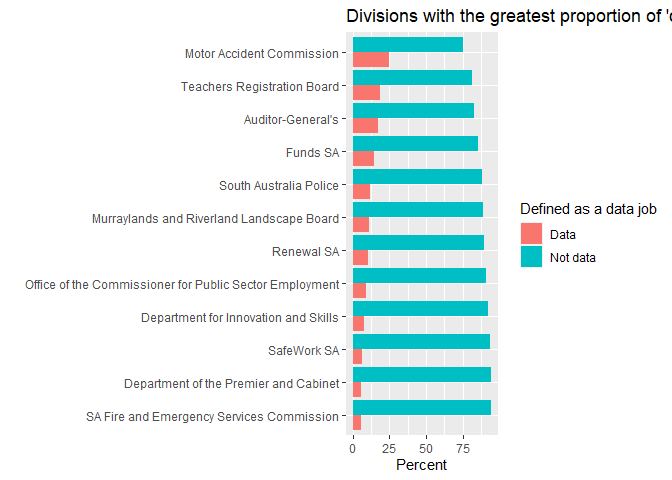 Divisions with the greatest proportion of '
Motor Accident Commission
Teachers Registration Board
Auditor-General's
Funds SA
South Australia Police
Murraylands and Riverland Landscape Board
Renewal SA
Office of the Commissioner for Public Sector Employment
Department for Innovation and Skills
SafeWork SA
Department of the Premier and Cabinet
SA Fire and Emergency Services Commission
0 25 50 75
Percent
Defined as a data job
Data
Not data